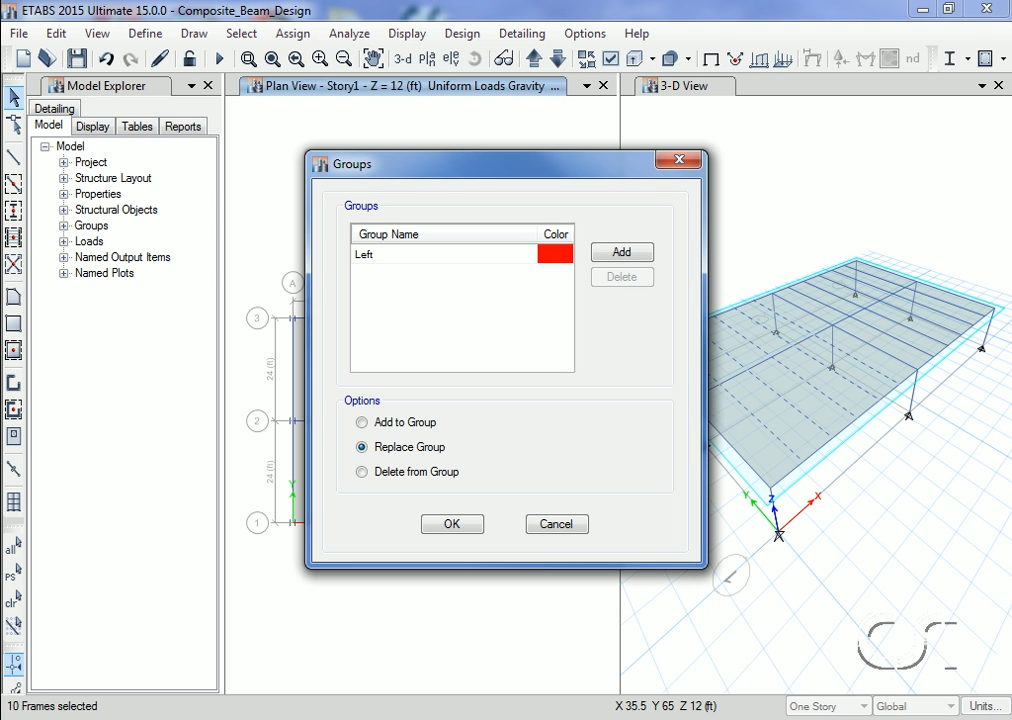 ETABS 2015 Ultimate 15.0.0 - Composite_Beam_Design
File Edit View Define Draw Select Assign Analyze Display Design Detailing Options Help
3-d
nd
Model Explorer
Plan View - Story1 - Z = 12 (ft) Uniform Loads Gravity ...
3-D View
Detailing
Model Display Tables Reports
Model
Project
Structure Layout
Properties
Structural Objects
Groups
Loads
Named Output Items
Named Plots
all
PS
clr
A
3
24 (ft)
2
24 (ft)
1
Y
Groups
Groups
Group Name Color
Left
Add
Delete
Options
Add to Group
Replace Group
Delete from Group
OK Cancel
Y Z X
10 Frames selected
X 35.5 Y 65 Z 12 (ft)
One Story Global Units...